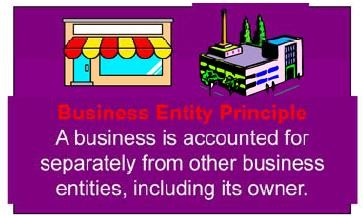 Business Entity Principle
A business is accounted for
separately from other business
entities, including its owner.